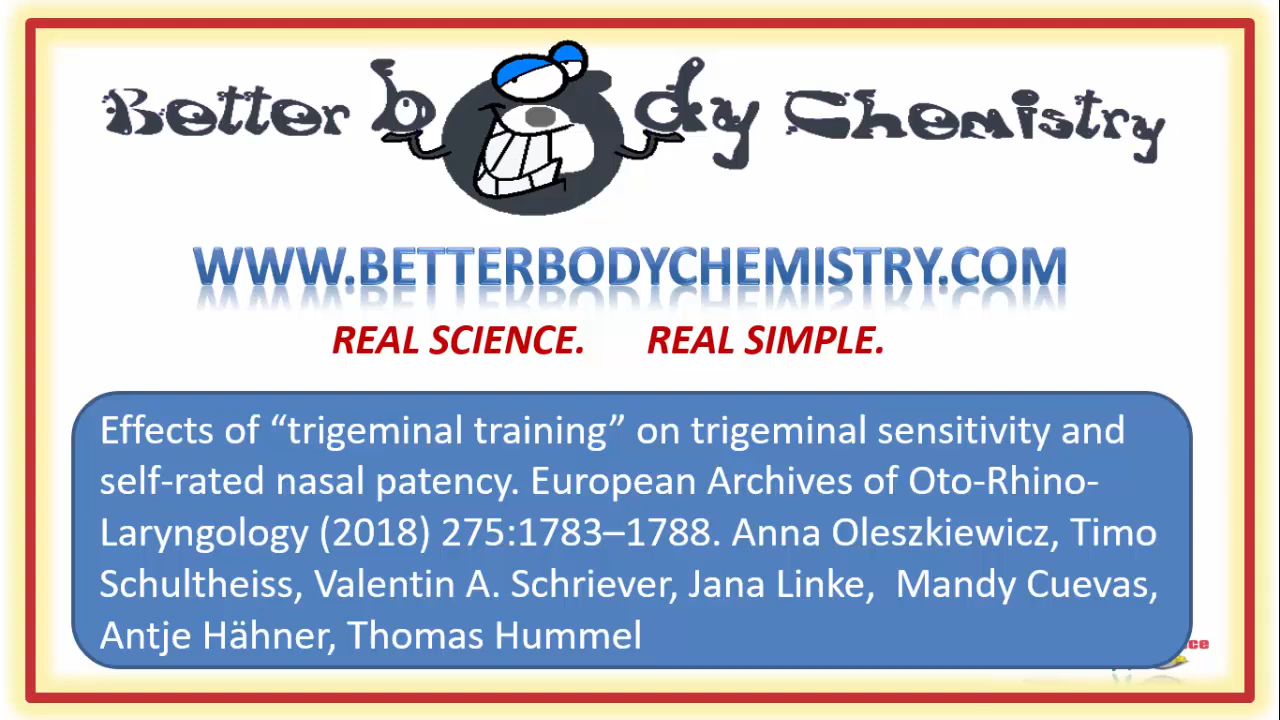 Better body Chemistry
WWW.BETTERBODYCHEMISTRY.COM
REAL SCIENCE. REAL SIMPLE.
Effects of “trigeminal training” on trigeminal sensitivity and
self-rated nasal patency. European Archives of Oto-Rhino-
Laryngology (2018) 275:1783–1788. Anna Oleszkiewicz, Timo
Schultheiss, Valentin A. Schriever, Jana Linke, Mandy Cuevas,
Antje Hähner, Thomas Hummel